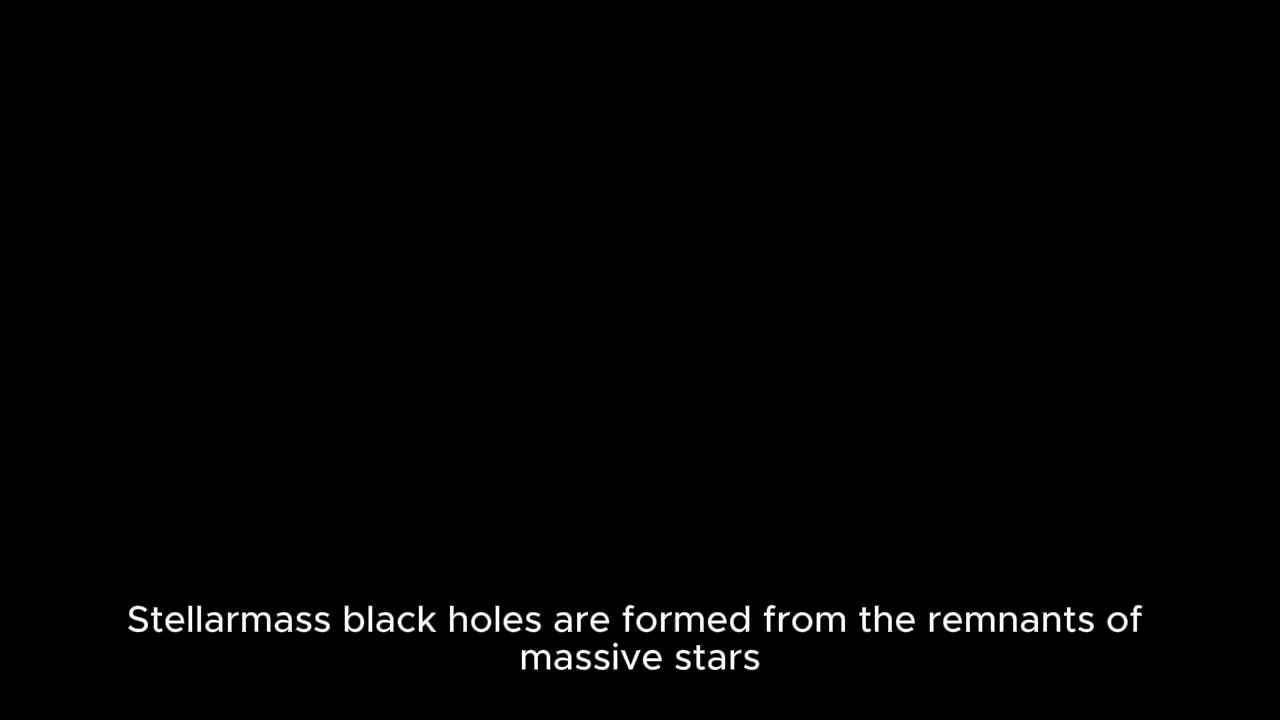 Stellarmass black holes are formed from the remnants of
massive stars